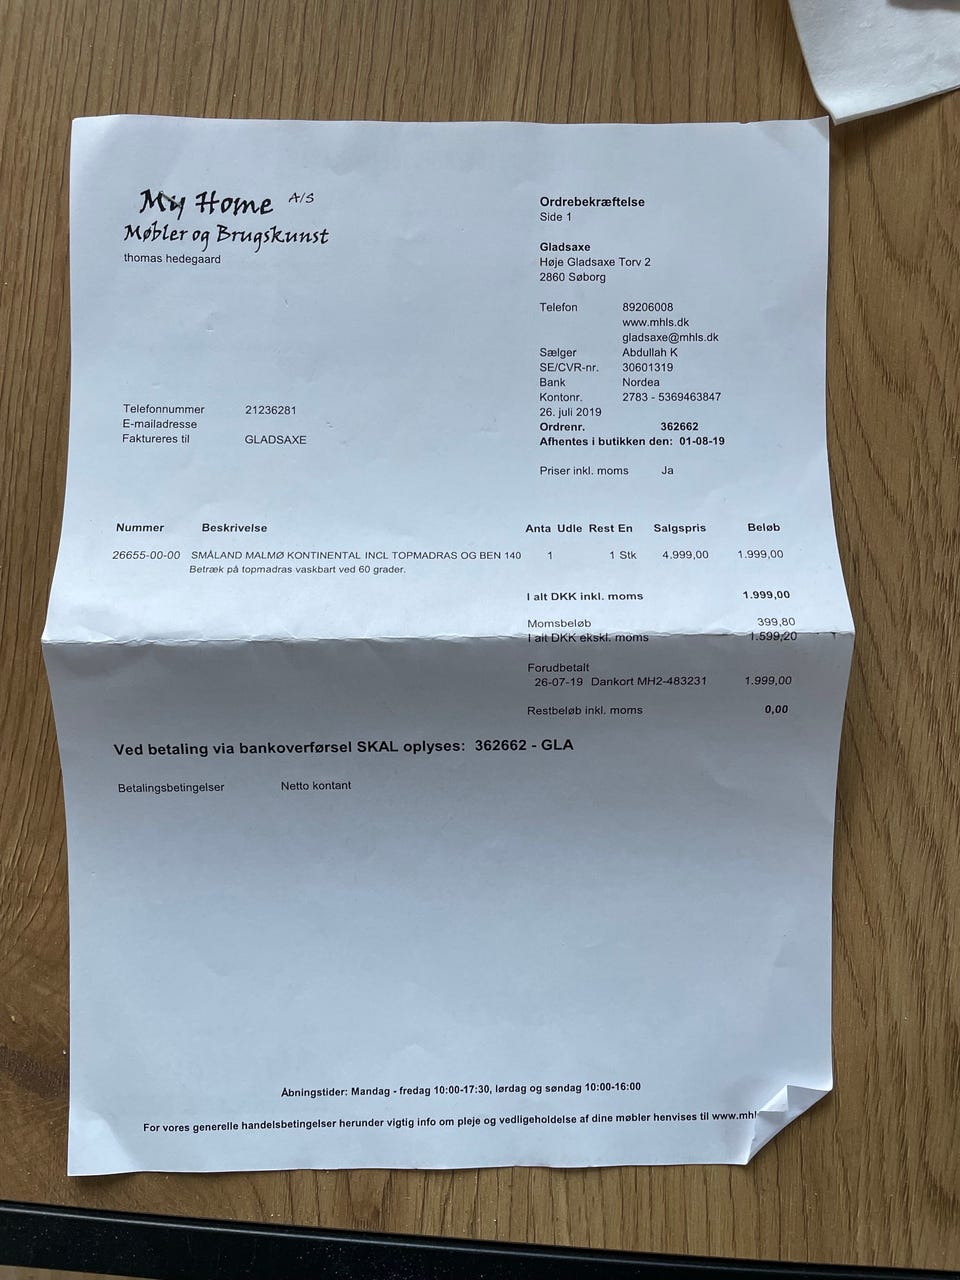 My Home A/S
Møbler og Brugskunst
thomas hedegaard
Ordrebekræftelse
Side 1
Gladsaxe
Høje Gladsaxe Torv 2
2860 Søborg
Telefon 89206008
www.mhls.dk
gladsaxe@mhls.dk
Sælger Abdullah K
SE/CVR-nr. 30601319
Bank Nordea
Kontonr. 2783 - 5369463847
26. juli 2019
Ordrenr. 362662
Afhentes i butikken den: 01-08-19
Telefonnummer 21236281
E-mailadresse
Faktureres til GLADSAXE
Priser inkl. moms Ja
Nummer Beskrivelse Anta Udle Rest En Salgspris Beløb
26655-00-00 SMÅLAND MALMØ KONTINENTAL INCL TOPMADRAS OG BEN 140 1 1 Stk 4.999,00 1.999,00
Betræk på topmadras vaskbart ved 60 grader.
I alt DKK inkl. moms 1.999,00
Momsbeløb 399,80
I alt DKK ekskl. moms 1.599,20
Forudbetalt
26-07-19 Dankort MH2-483231 1.999,00
Restbeløb inkl. moms 0,00
Ved betaling via bankoverførsel SKAL oplyses: 362662 - GLA
Betalingsbetingelser Netto kontant
Åbningstider: Mandag - fredag 10:00-17:30, lørdag og søndag 10:00-16:00
For vores generelle handelsbetingelser herunder vigtig info om pleje og vedligeholdelse af dine møbler henvises til www.mhl